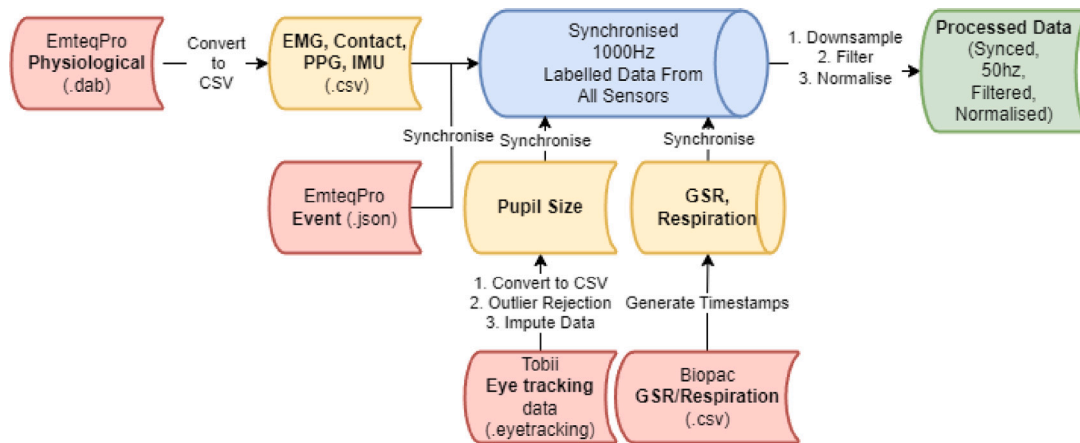 EmteqPro
Physiological
(.dab)
Convert
to
CSV
EMG, Contact,
PPG, IMU
(.csv)
Synchronised
1000Hz
Labelled Data From
All Sensors
1. Downsample
2. Filter
3. Normalise
Processed Data
(Synced,
50hz,
Filtered,
Normalised)
Synchronise
Synchronise
Synchronise
EmteqPro
Event (.json)
Pupil Size
GSR,
Respiration
1. Convert to CSV
2. Outlier Rejection
3. Impute Data
Generate Timestamps
Tobii
Eye tracking
data
(.eyetracking)
Biopac
GSR/Respiration
(.csv)